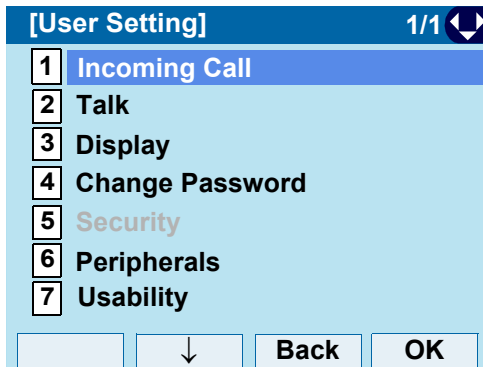 [User Setting] 1/1
1 Incoming Call
2 Talk
3 Display
4 Change Password
5 Security
6 Peripherals
7 Usability
↓ Back OK